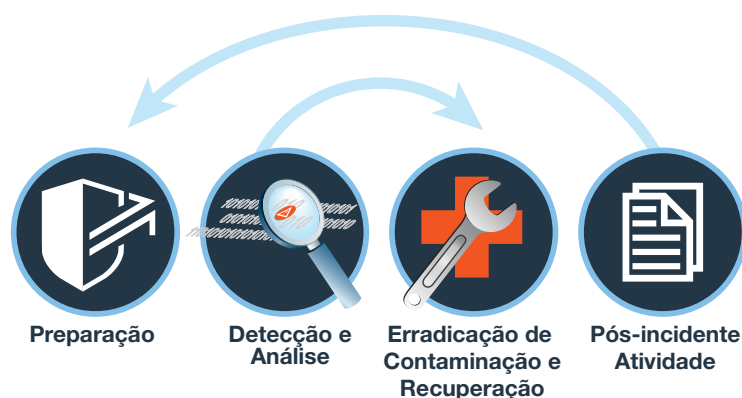 Preparação
Detecção e
Análise
Erradicação de
Contaminação e
Recuperação
Pós-incidente
Atividade